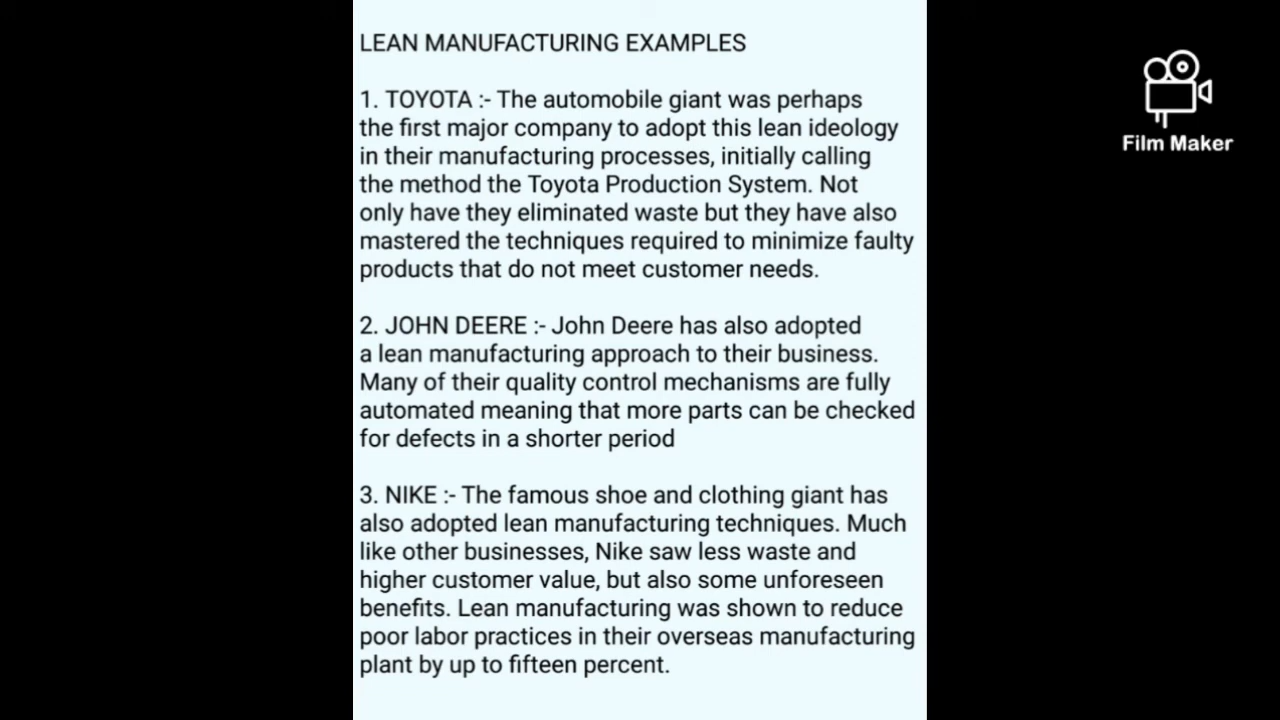 LEAN MANUFACTURING EXAMPLES
1. TOYOTA :- The automobile giant was perhaps
the first major company to adopt this lean ideology
in their manufacturing processes, initially calling
the method the Toyota Production System. Not
only have they eliminated waste but they have also
mastered the techniques required to minimize faulty
products that do not meet customer needs.
2. JOHN DEERE :- John Deere has also adopted
a lean manufacturing approach to their business.
Many of their quality control mechanisms are fully
automated meaning that more parts can be checked
for defects in a shorter period
3. NIKE :- The famous shoe and clothing giant has
also adopted lean manufacturing techniques. Much
like other businesses, Nike saw less waste and
higher customer value, but also some unforeseen
benefits. Lean manufacturing was shown to reduce
poor labor practices in their overseas manufacturing
plant by up to fifteen percent.
Film Maker